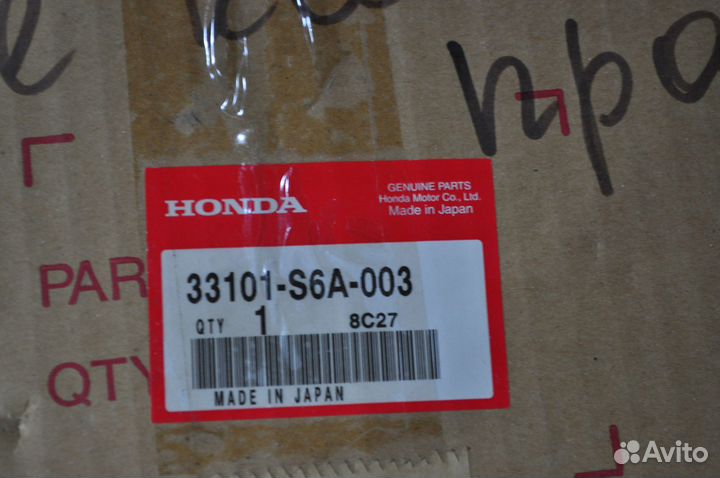 пра
HONDA
GENUINE PARTS
Honda Motor Co., Ltd.
Made in Japan
PAR
33101-S6A-003
QTY 1 8C27
QTY
MADE IN JAPAN
Avito